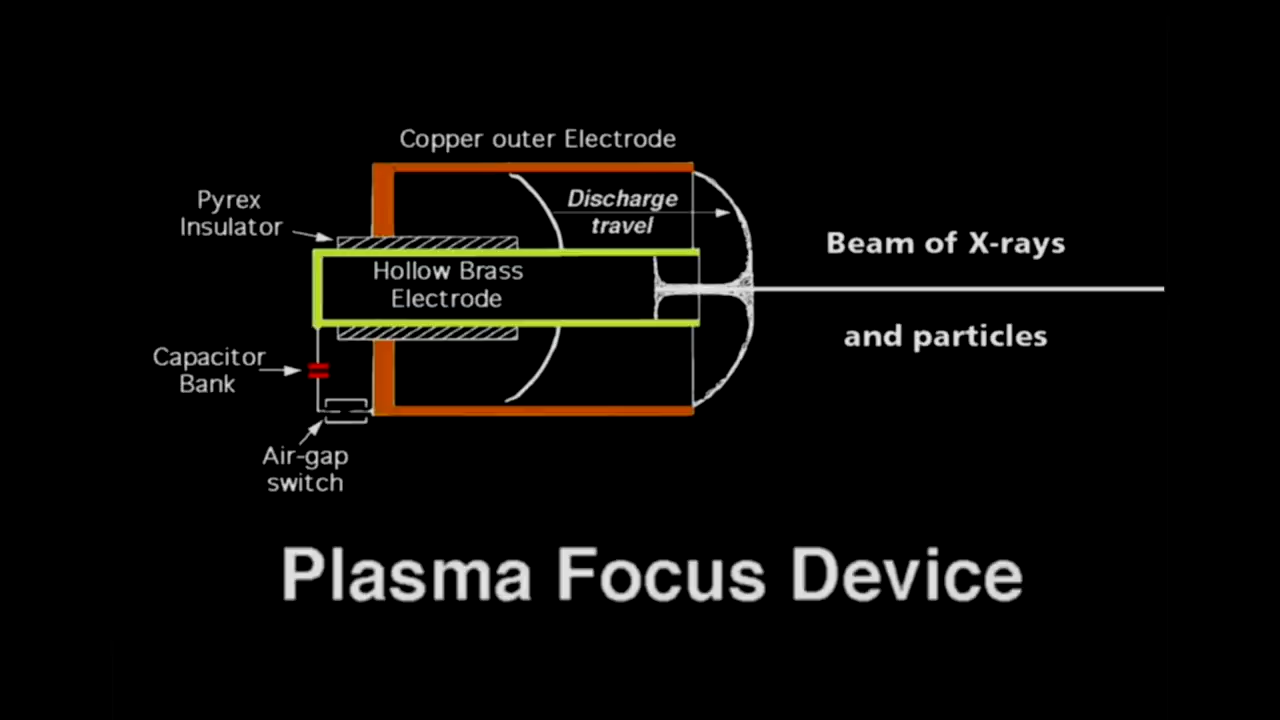 Copper outer Electrode
Pyrex
Insulator
Discharge
travel
Hollow Brass
Electrode
Beam of X-rays
and particles
Capacitor
Bank
Air-gap
switch
Plasma Focus Device